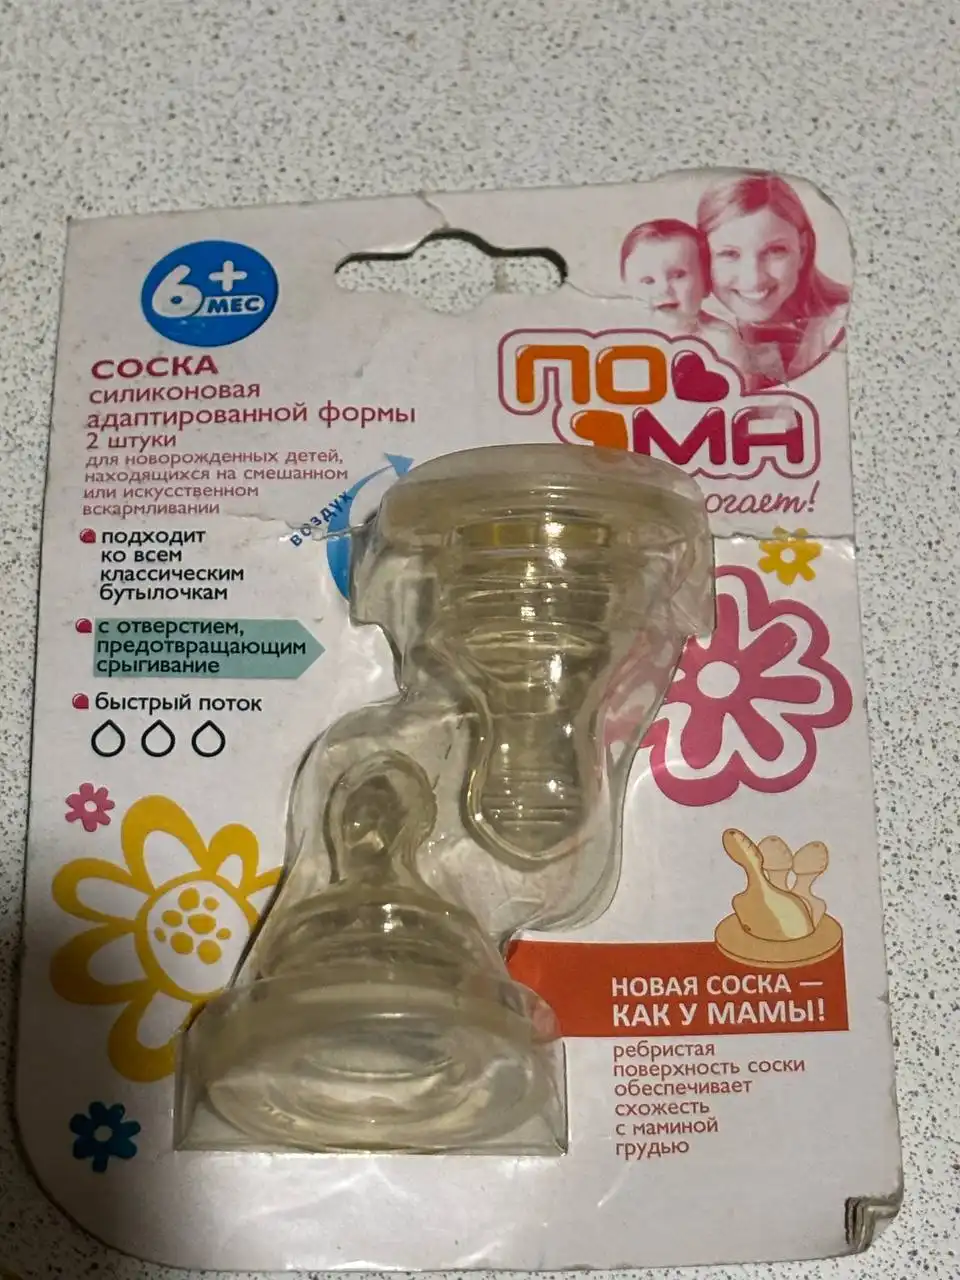 6+
МЕС
СОСКА
силиконовая
адаптированной формы
2 штуки
для новорожденных детей,
находящихся на смешанном
или искусственном
вскармливании
подходит
ко всем
классическим
бутылочкам
с отверстием,
предотвращающим
срыгивание
быстрый поток
воздух
ПО
МА
НОВАЯ СОСКА —
КАК У МАМЫ!
ребристая
поверхность соски
обеспечивает
схожесть
с маминой
грудью